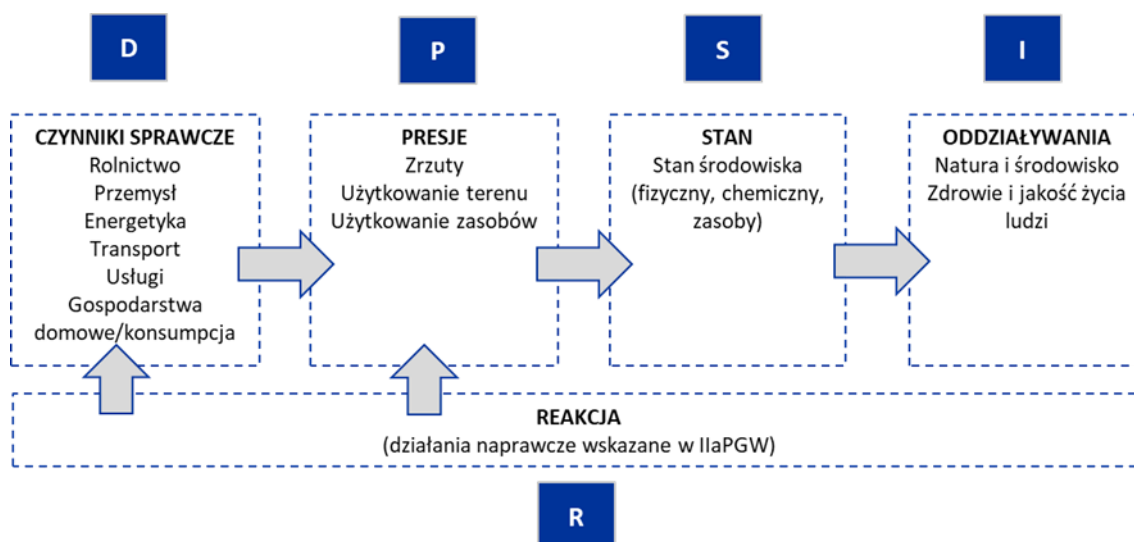 D
P
S
I
CZYNNIKI SPRAWCZE
Rolnictwo
Przemysł
Energetyka
Transport
Usługi
Gospodarstwa
domowe/konsumpcja
PRESJE
Zrzuty
Użytkowanie terenu
Użytkowanie zasobów
STAN
Stan środowiska
(fizyczny, chemiczny,
zasoby)
ODDZIAŁYWANIA
Natura i środowisko
Zdrowie i jakość życia
ludzi
REAKCJA
(działania naprawcze wskazane w IIaPGW)
R